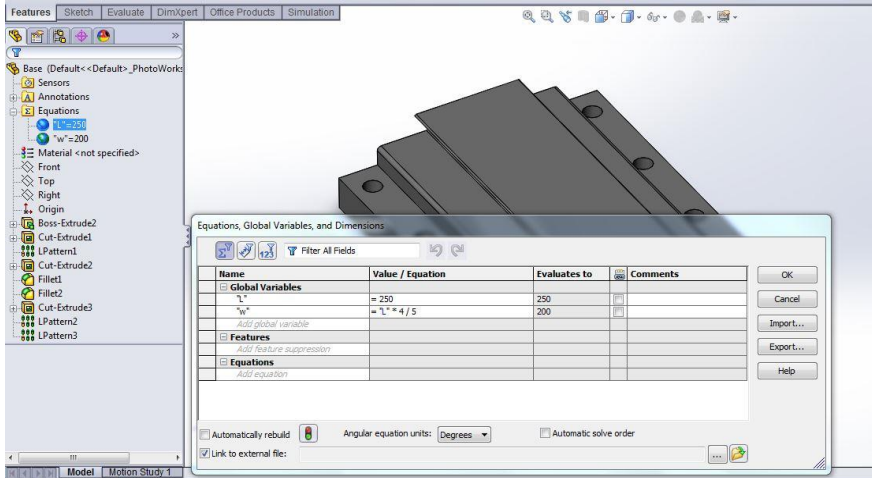 Features Sketch Evaluate DimXpert Office Products Simulation
Base (Default<<Default>_PhotoWorks
Sensors
Annotations
Equations
"L"=250
"w"=200
Material <not specified>
Front
Top
Right
Origin
Boss-Extrude2
Cut-Extrude1
LPattern1
Cut-Extrude2
Fillet1
Fillet2
Cut-Extrude3
LPattern2
LPattern3
Equations, Global Variables, and Dimensions
Filter All Fields
Name Value / Equation Evaluates to Comments
Global Variables
"L" = 250 250
"w" = "L" * 4 / 5 200
Add global variable
Features
Add feature suppression
Equations
Add equation
OK
Cancel
Import...
Export...
Help
Automatically rebuild Angular equation units: Degrees Automatic solve order
Link to external file: ...
Model Motion Study 1